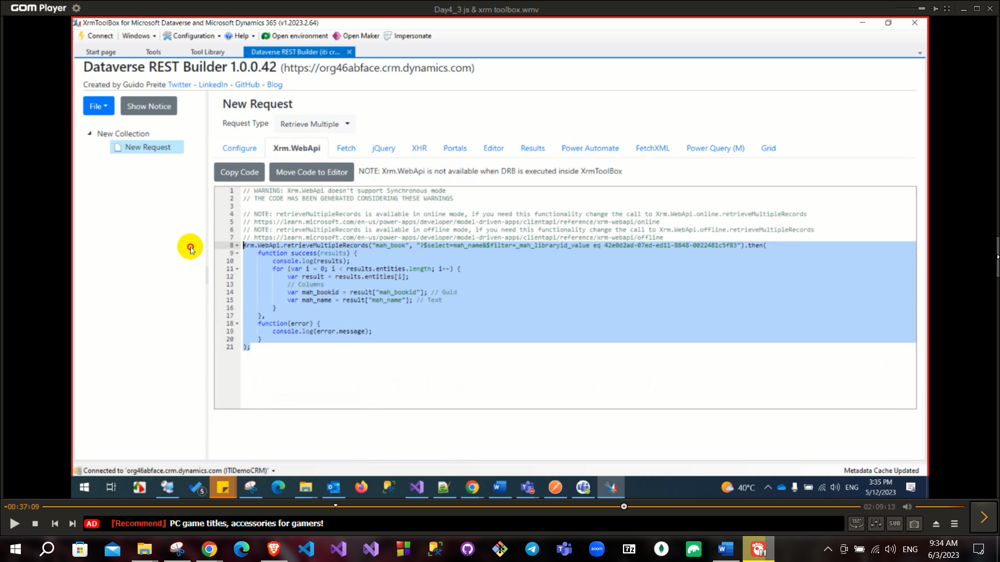 GOM Player
Day4_3 js & xrm toolbox.wmv
XrmToolBox for Microsoft Dataverse and Microsoft Dynamics 365 (v1.2023.2.64)
Connect Windows Configuration Help Open environment Open Maker Impersonate
Start page Tools Tool Library Dataverse REST Builder (iti cr...
Dataverse REST Builder 1.0.0.42 (https://org46abface.crm.dynamics.com)
Created by Guido Preite Twitter - LinkedIn - GitHub - Blog
File Show Notice
New Collection
New Request
New Request
Request Type Retrieve Multiple
Configure Xrm.WebApi Fetch jQuery XHR Portals Editor Results Power Automate FetchXML Power Query (M) Grid
Copy Code Move Code to Editor NOTE: Xrm.WebApi is not available when DRB is executed inside XrmToolBox
1 // WARNING: Xrm.WebApi doesn't support Synchronous mode
2 // THE CODE HAS BEEN GENERATED CONSIDERING THESE WARNINGS
3
4 // NOTE: retrieveMultipleRecords is available in online mode, if you need this functionality change the call to Xrm.WebApi.online.retrieveMultipleRecords
5 // https://learn.microsoft.com/en-us/power-apps/developer/model-driven-apps/clientapi/reference/xrm-webapi/online
6 // NOTE: retrieveMultipleRecords is available in offline mode, if you need this functionality change the call to Xrm.WebApi.offline.retrieveMultipleRecords
7 // https://learn.microsoft.com/en-us/power-apps/developer/model-driven-apps/clientapi/reference/xrm-webapi/offline
8 Xrm.WebApi.retrieveMultipleRecords("mah_book", "?$select=mah_name&$filter=_mah_libraryid_value eq 42e0d2ad-07ed-ed11-8848-0022481c5f83").then(
9 function success(results) {
10 console.log(results);
11 for (var i = 0; i < results.entities.length; i++) {
12 var result = results.entities[i];
13 // Columns
14 var mah_bookid = result["mah_bookid"]; // Guid
15 var mah_name = result["mah_name"]; // Text
16 }
17 },
18 function(error) {
19 console.log(error.message);
20 }
21 );
Connected to 'org46abface.crm.dynamics.com (ITIDemoCRM)' Metadata Cache Updated
5 40°C ENG 3:35 PM
5/12/2023
-00:37:09 02:09:13
AD 『Recommend』 PC game titles, accessories for gamers! 360° SUB
zoom 7z ENG 9:34 AM
6/3/2023